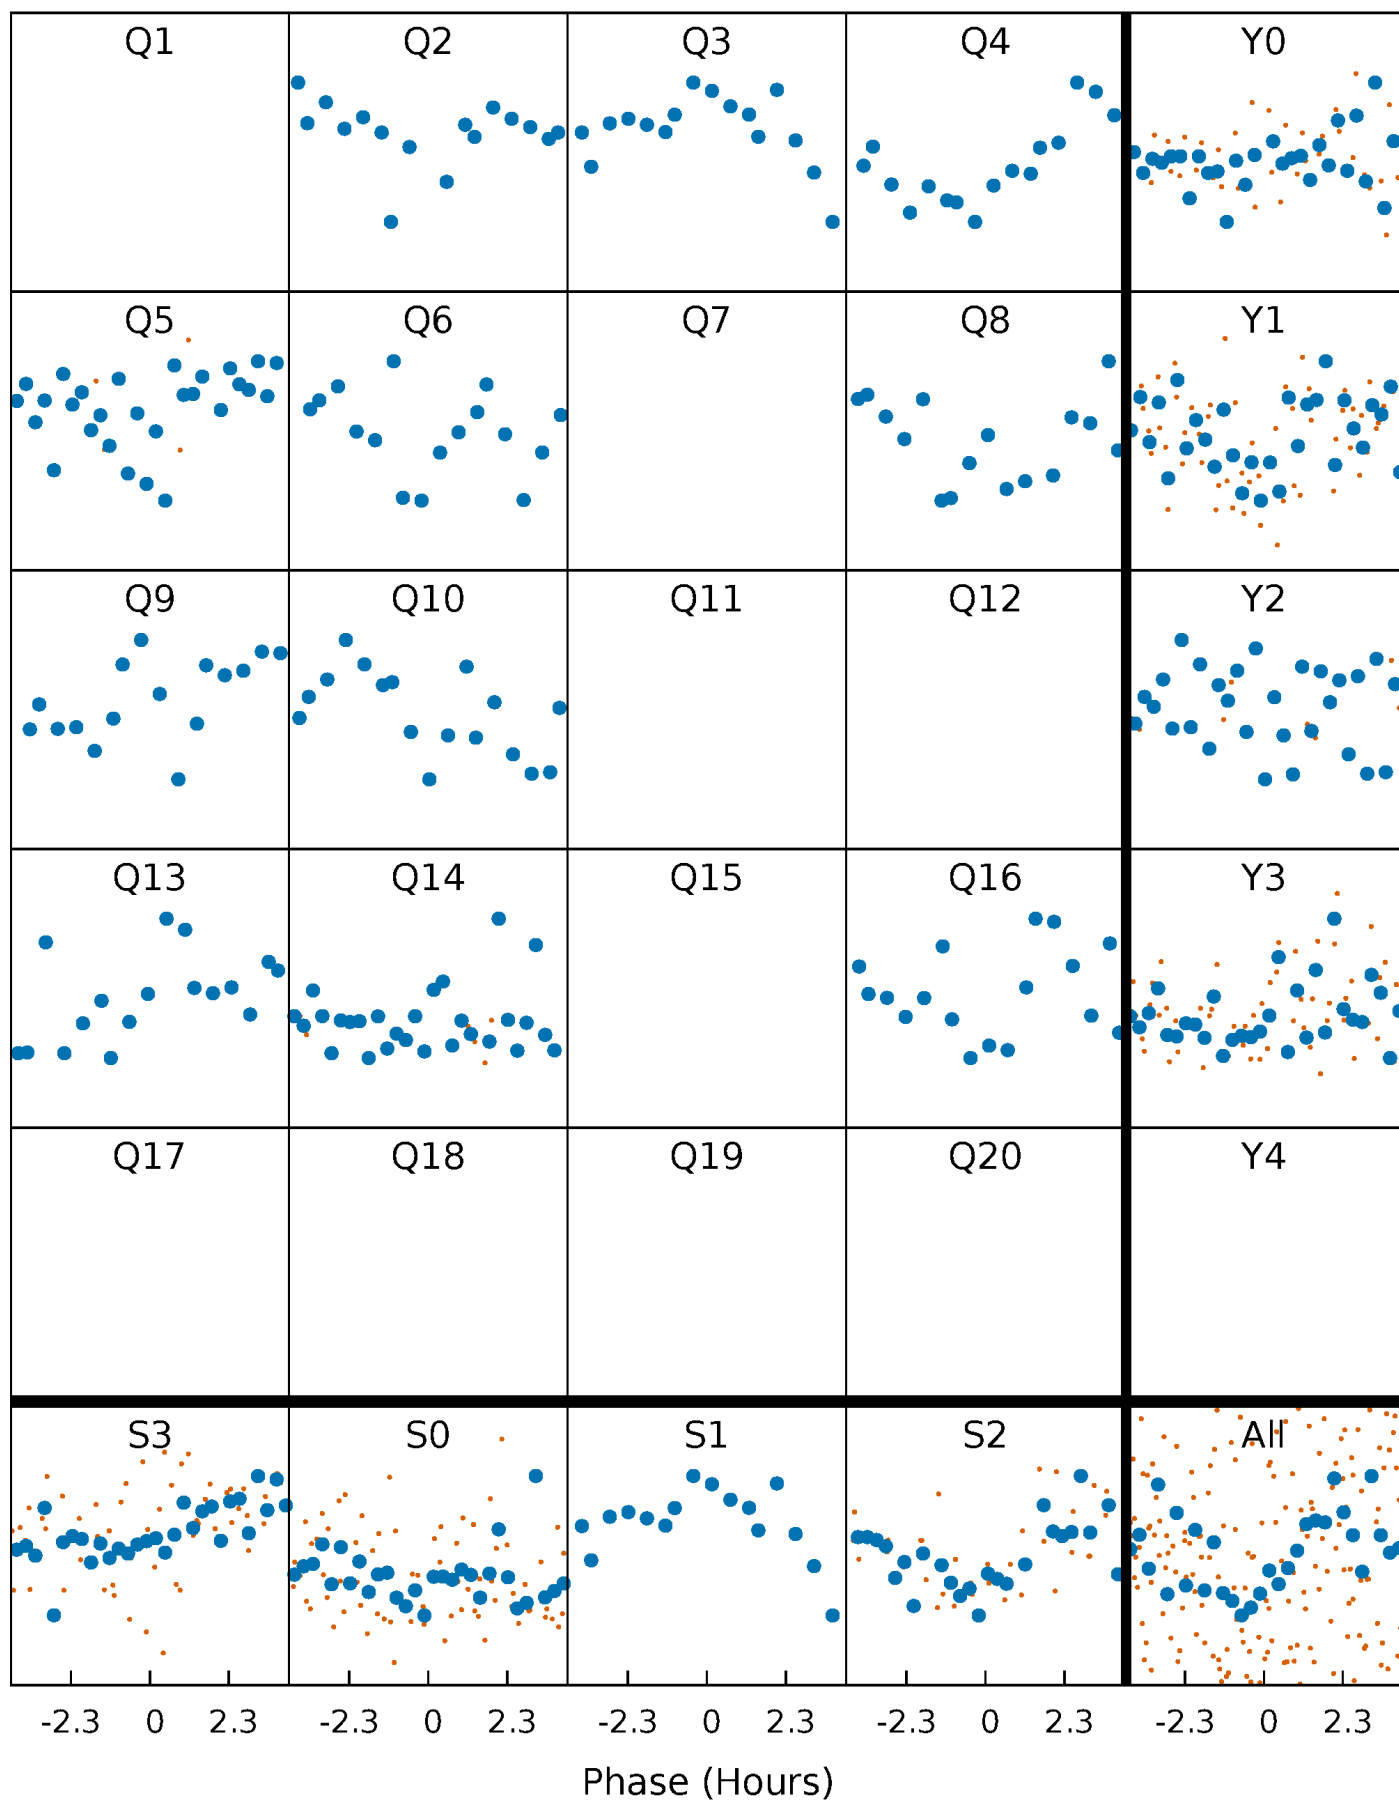 Q1 Q2 Q3 Q4 Y0
Q5 Q6 Q7 Q8 Y1
Q9 Q10 Q11 Q12 Y2
Q13 Q14 Q15 Q16 Y3
Q17 Q18 Q19 Q20 Y4
S3 S0 S1 S2 All
-2.3 0 2.3 -2.3 0 2.3 -2.3 0 2.3 -2.3 0 2.3 -2.3 0 2.3
Phase (Hours)